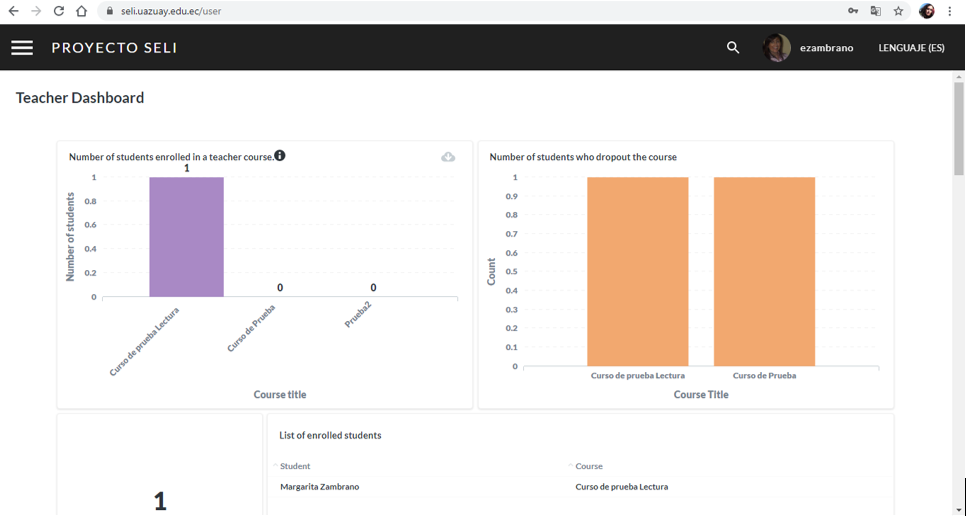 seli.uazuay.edu.ec/user
PROYECTO SELI
ezambrano
LENGUAJE (ES)
Teacher Dashboard
Number of students enrolled in a teacher course.
Number of students
1
0.8
0.6
0.4
0.2
0
1
0
0
Curso de prueba Lectura
Curso de Prueba
Prueba2
Course title
Number of students who dropout the course
Count
1
0.9
0.8
0.7
0.6
0.5
0.4
0.3
0.2
0.1
0
Curso de prueba Lectura
Curso de Prueba
Course Title
1
List of enrolled students
Student
Course
Margarita Zambrano
Curso de prueba Lectura